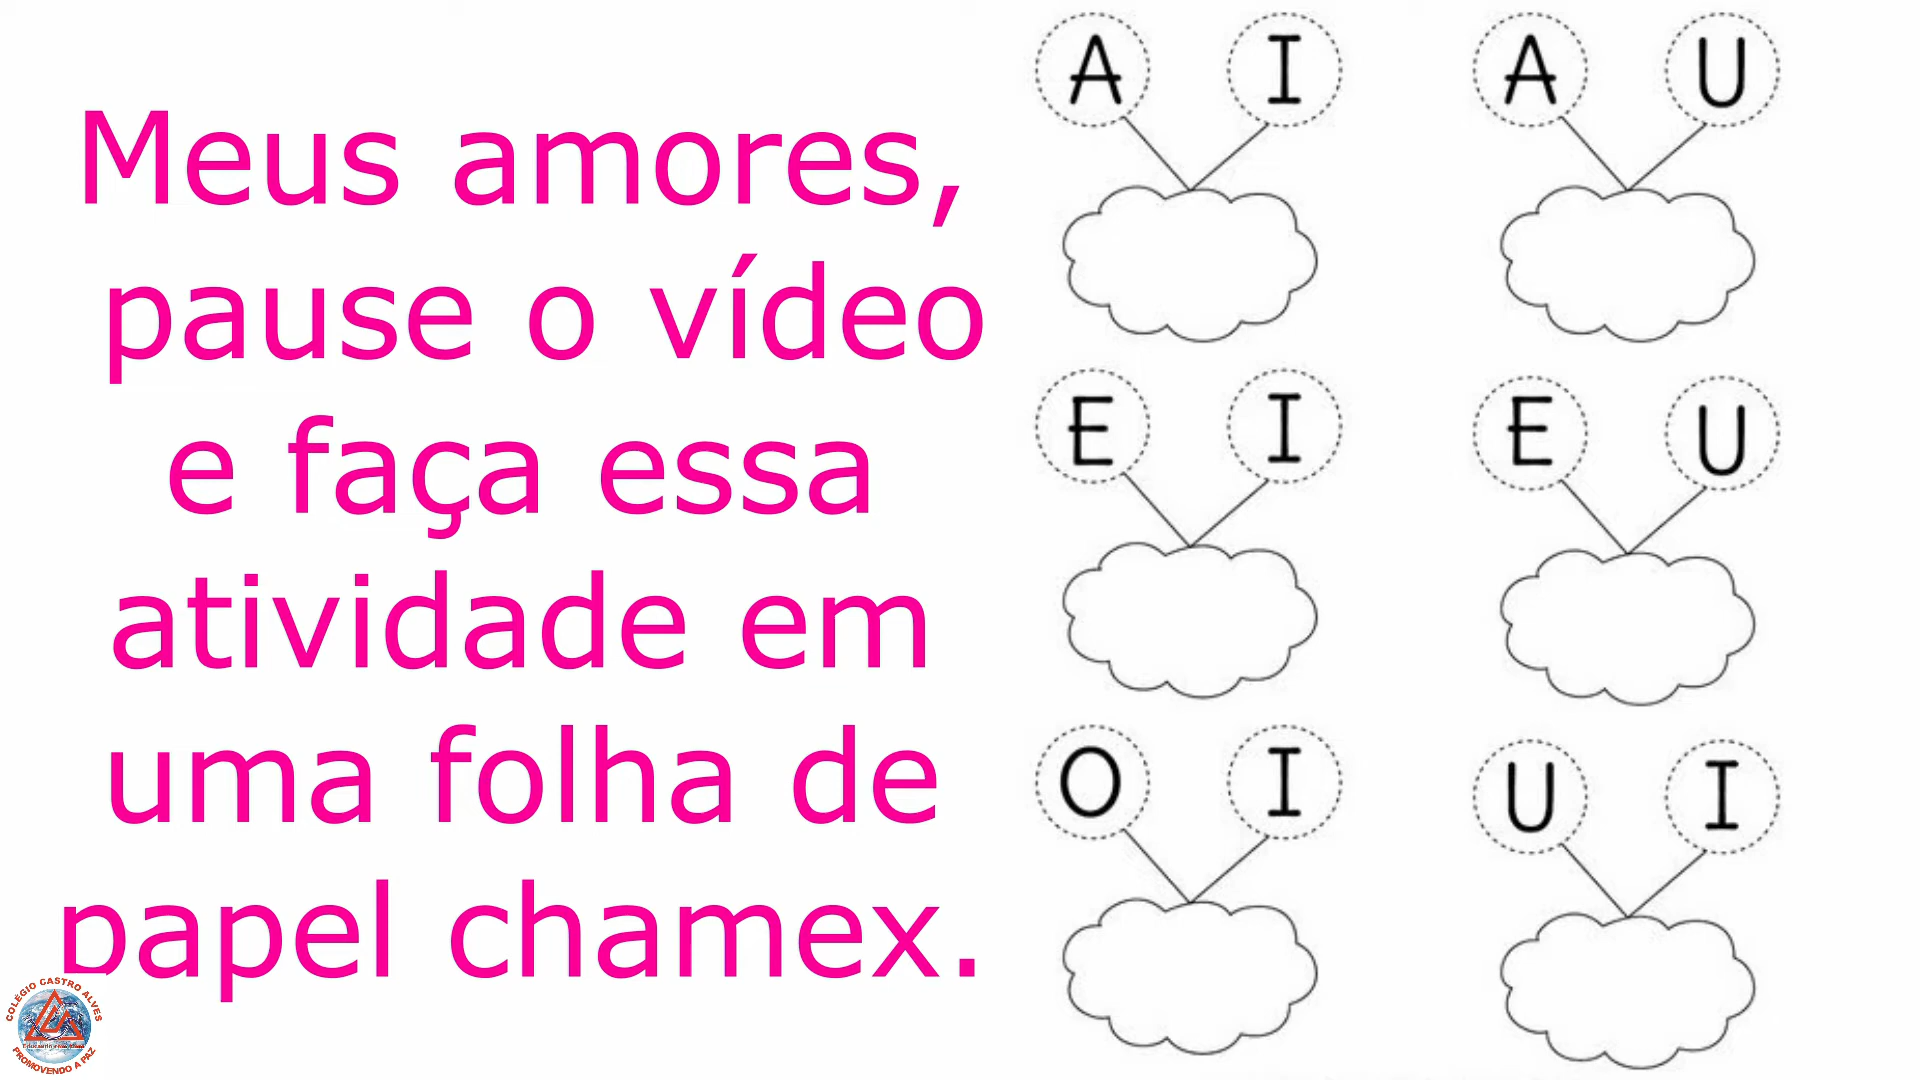 Meus amores,
pause o vídeo
e faça essa
atividade em
uma folha de
papel chamex.
A I A U
E I E U
O I U I
COLÉGIO CASTRO ALVES
PROMOVENDO A PAZ